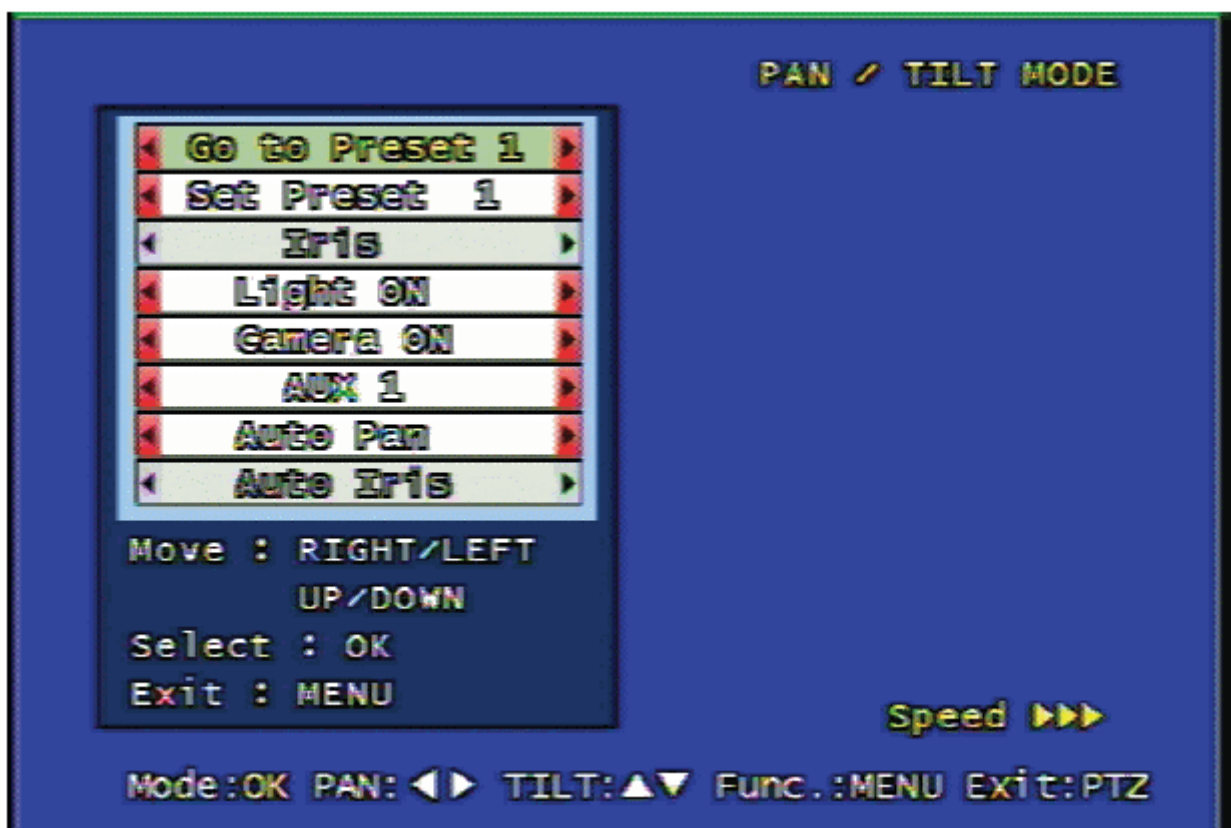 PAN / TILT MODE
Go to Preset 1
Set Preset 1
Iris
Light ON
Camera ON
AUX 1
Auto Pan
Auto Iris
Move : RIGHT/LEFT
UP/DOWN
Select : OK
Exit : MENU
Speed ▶▶▶
Mode:OK PAN:◀▶ TILT:▲▼ Func.:MENU Exit:PTZ